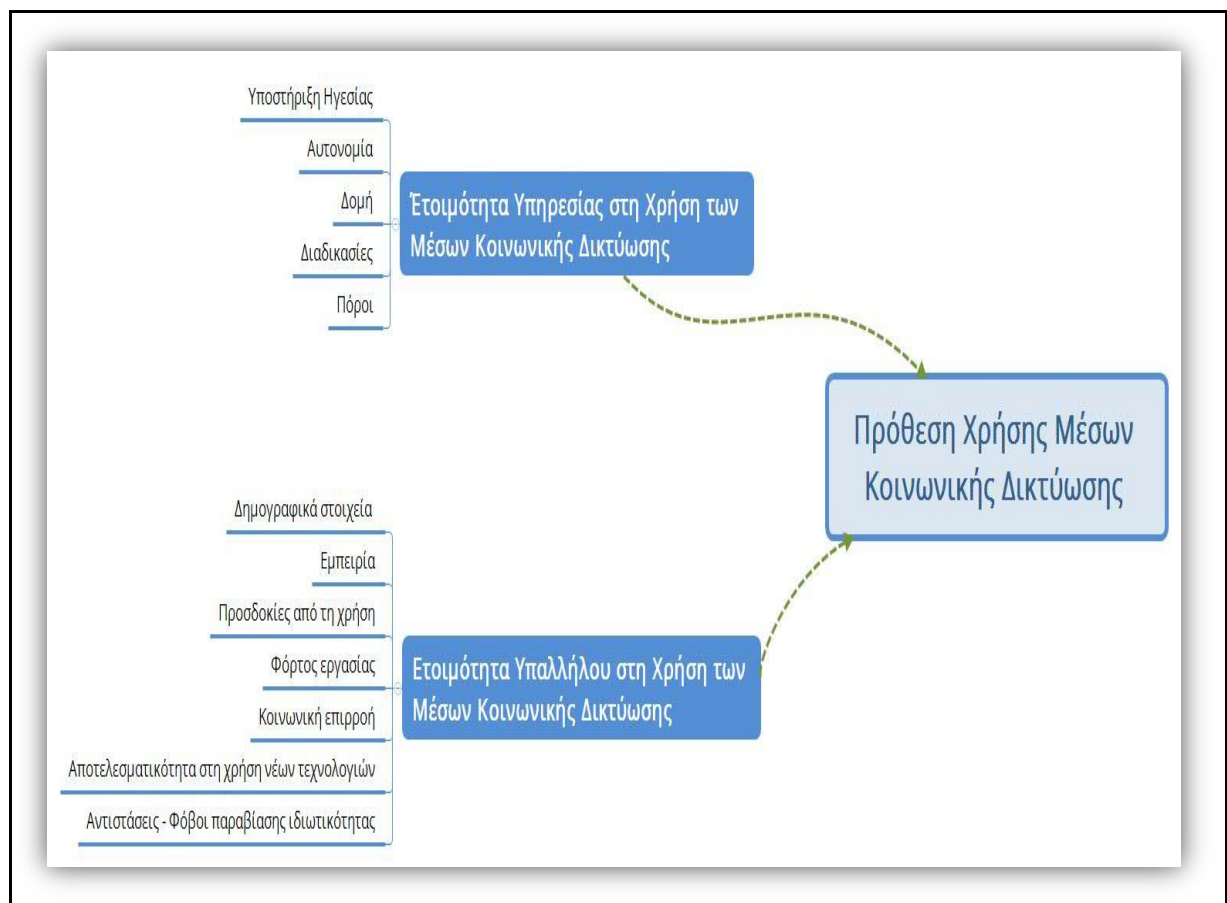 Υποστήριξη Ηγεσίας
Αυτονομία
Δομή
Διαδικασίες
Πόροι
Έτοιμότητα Υπηρεσίας στη Χρήση των
Μέσων Κοινωνικής Δικτύωσης
Πρόθεση Χρήσης Μέσων
Κοινωνικής Δικτύωσης
Δημογραφικά στοιχεία
Εμπειρία
Προσδοκίες από τη χρήση
Φόρτος εργασίας
Κοινωνική επιρροή
Αποτελεσματικότητα στη χρήση νέων τεχνολογιών
Αντιστάσεις - Φόβοι παραβίασης ιδιωτικότητας
Ετοιμότητα Υπαλλήλου στη Χρήση των
Μέσων Κοινωνικής Δικτύωσης